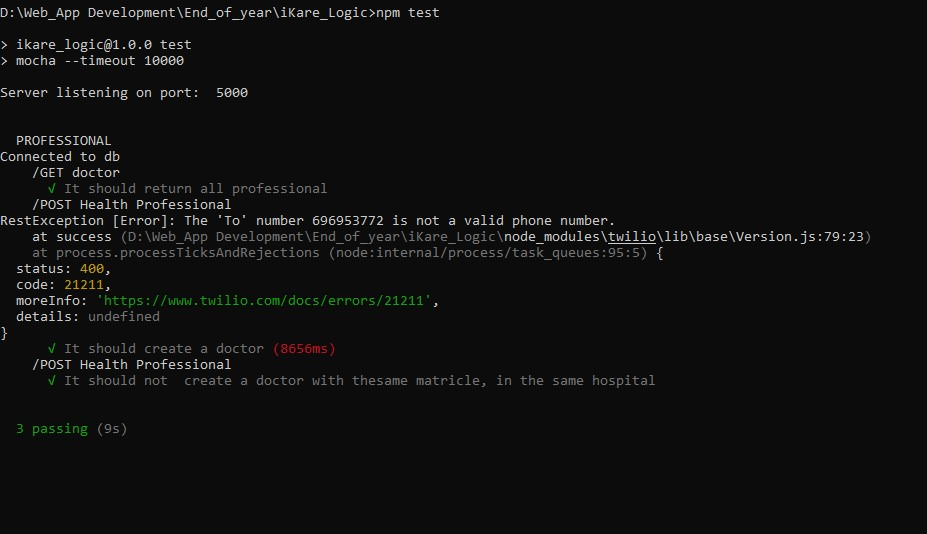 D:\Web_App Development\End_of_year\iKare_Logic>npm test
> ikare_logic@1.0.0 test
> mocha --timeout 10000
Server listening on port:  5000
PROFESSIONAL
Connected to db
/GET doctor
√ It should return all professional
/POST Health Professional
RestException [Error]: The 'To' number 696953772 is not a valid phone number.
at success (D:\Web_App Development\End_of_year\iKare_Logic\node_modules\twilio\lib\base\Version.js:79:23)
at process.processTicksAndRejections (node:internal/process/task_queues:95:5) {
status: 400,
code: 21211,
moreInfo: 'https://www.twilio.com/docs/errors/21211',
details: undefined
}
√ It should create a doctor (8656ms)
/POST Health Professional
√ It should not  create a doctor with thesame matricle, in the same hospital
3 passing (9s)